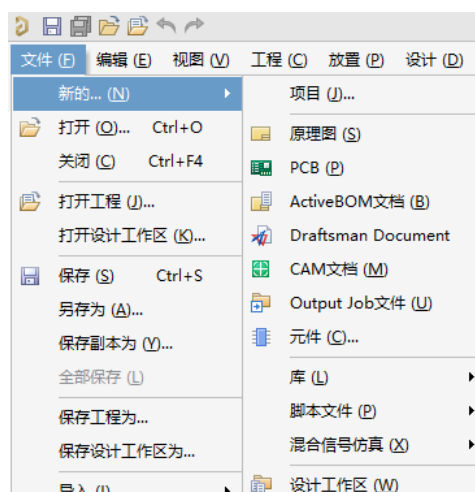 文件 (F) 编辑 (E) 视图 (V) 工程 (C) 放置 (P) 设计 (D)
新的... (N)
打开 (O)... Ctrl+O
关闭 (C) Ctrl+F4
打开工程 (J)...
打开设计工作区 (K)...
保存 (S) Ctrl+S
另存为 (A)...
保存副本为 (Y)...
全部保存 (L)
保存工程为...
保存设计工作区为...
导入 (I)
项目 (J)...
原理图 (S)
PCB (P)
ActiveBOM文档 (B)
Draftsman Document
CAM文档 (M)
Output Job文件 (U)
元件 (C)...
库 (L)
脚本文件 (P)
混合信号仿真 (X)
设计工作区 (W)